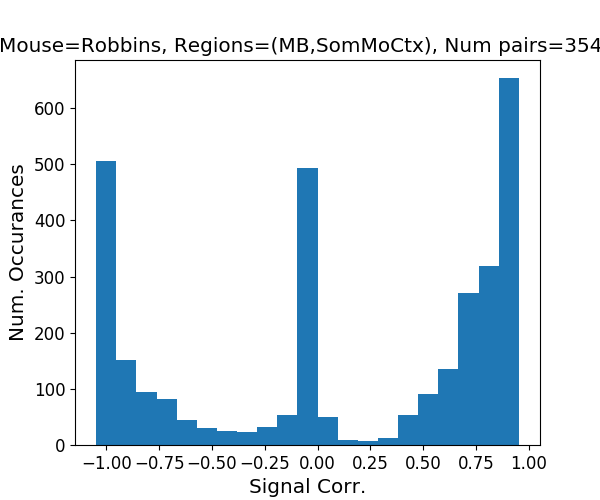 Mouse=Robbins, Regions=(MB,SomMoCtx), Num pairs=354
600
500
400
300
200
100
0
Num. Occurances
−1.00 −0.75 −0.50 −0.25 0.00 0.25 0.50 0.75 1.00
Signal Corr.